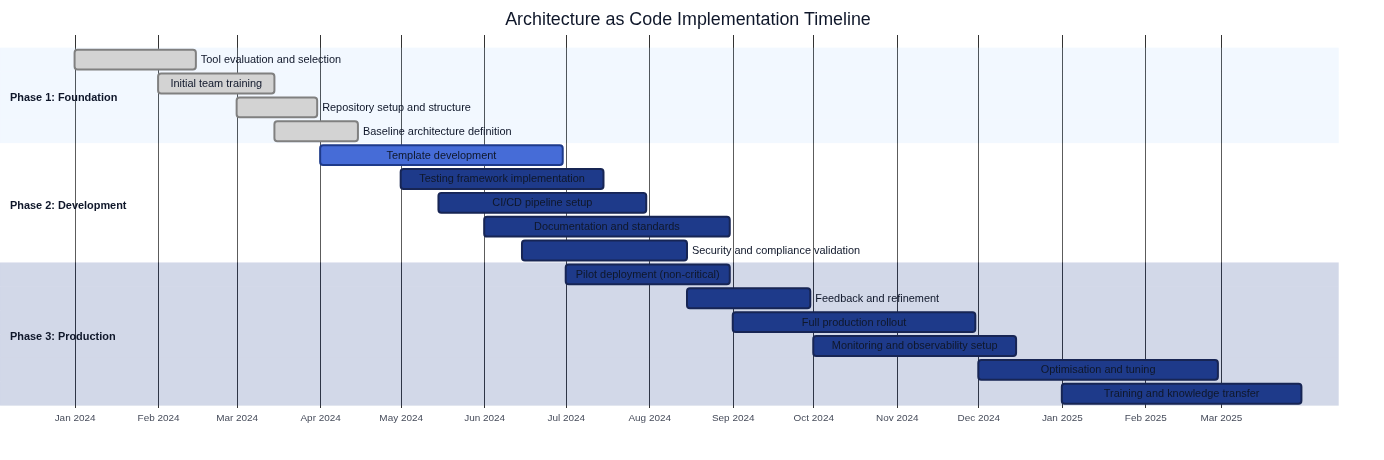 Architecture as Code Implementation Timeline
Tool evaluation and selection
Initial team training
Phase 1: Foundation
Repository setup and structure
Baseline architecture definition
Template development
Testing framework implementation
CI/CD pipeline setup
Phase 2: Development
Documentation and standards
Security and compliance validation
Pilot deployment (non-critical)
Feedback and refinement
Full production rollout
Phase 3: Production
Monitoring and observability setup
Optimisation and tuning
Training and knowledge transfer
Jan 2024 Feb 2024 Mar 2024 Apr 2024 May 2024 Jun 2024 Jul 2024 Aug 2024 Sep 2024 Oct 2024 Nov 2024 Dec 2024 Jan 2025 Feb 2025 Mar 2025